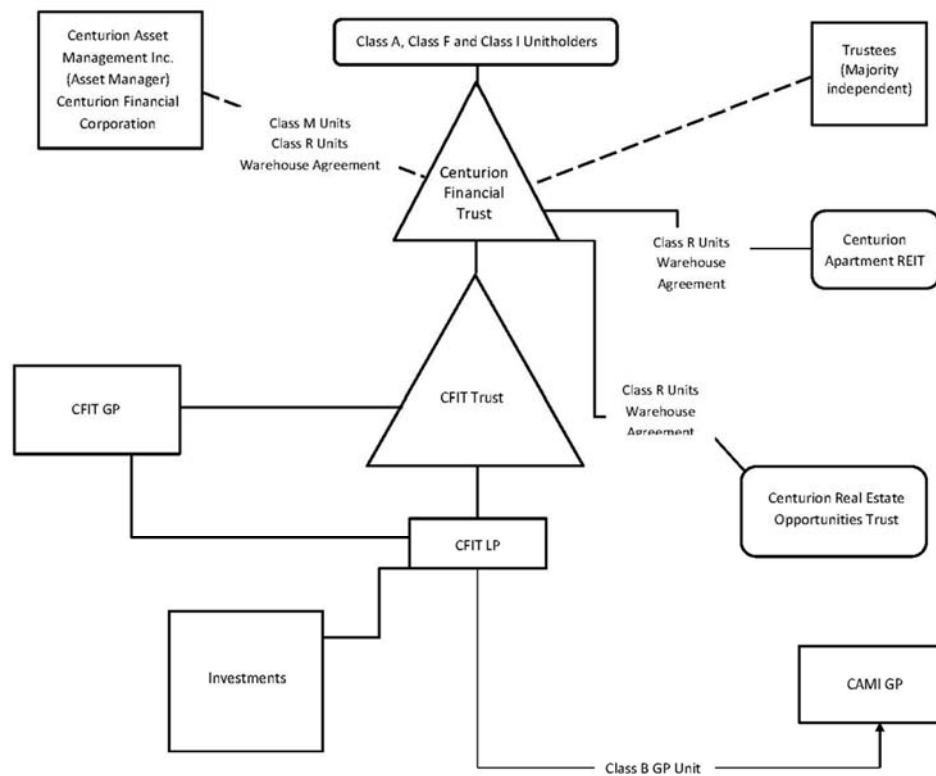 Class A, Class F and Class I Unitholders
Centurion Asset
Management Inc.
(Asset Manager)
Centurion Financial
Corporation
Trustees
(Majority
independent)
Class M Units
Class R Units
Warehouse Agreement
Centurion
Financial
Trust
Class R Units
Warehouse
Agreement
Centurion
Apartment REIT
CFIT GP
CFIT Trust
Class R Units
Warehouse
Agreement
Centurion Real Estate
Opportunities Trust
CFIT LP
Investments
CAMI GP
Class B GP Unit